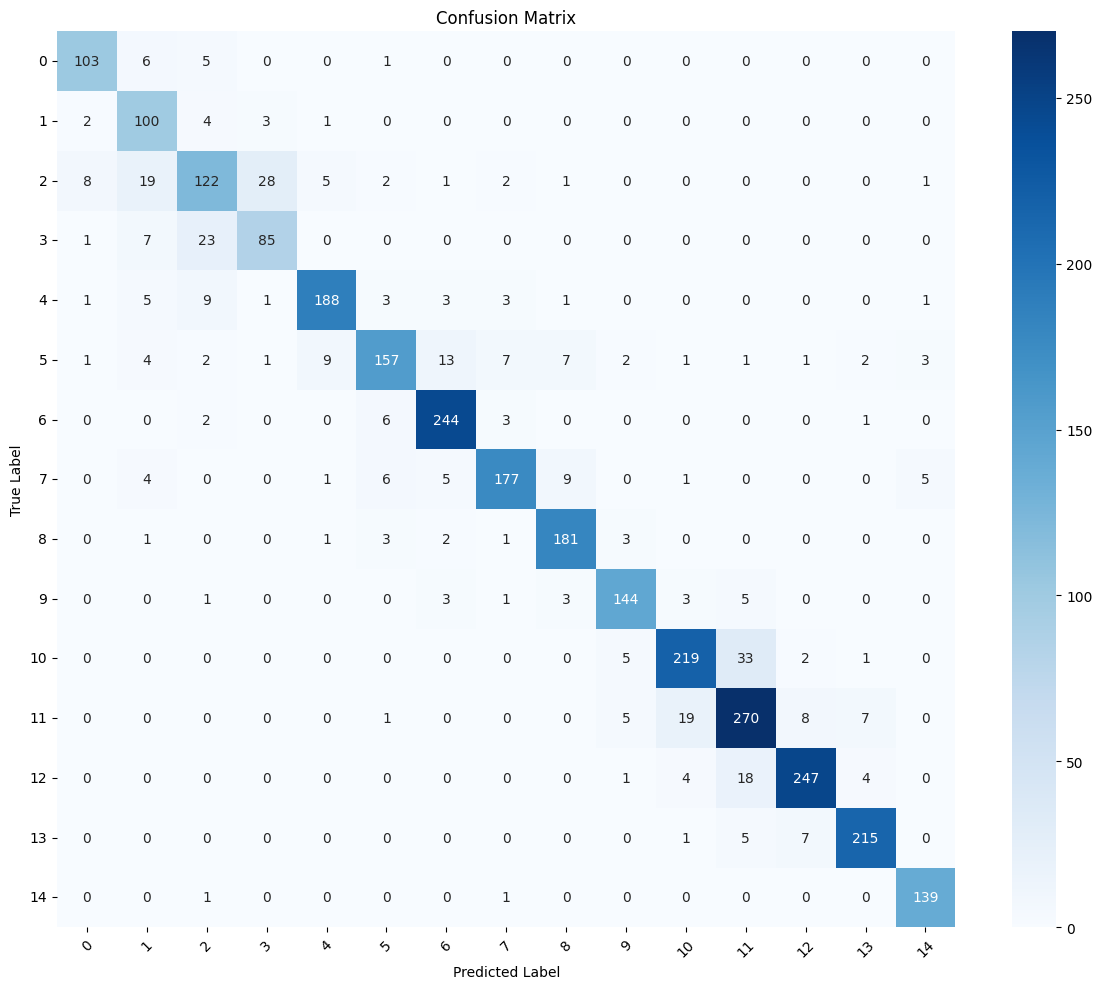 Confusion Matrix
0 103 6 5 0 0 1 0 0 0 0 0 0 0 0 0
1 2 100 4 3 1 0 0 0 0 0 0 0 0 0 0
2 8 19 122 28 5 2 1 2 1 0 0 0 0 0 1
3 1 7 23 85 0 0 0 0 0 0 0 0 0 0 0
4 1 5 9 1 188 3 3 3 1 0 0 0 0 0 1
5 1 4 2 1 9 157 13 7 7 2 1 1 1 2 3
6 0 0 2 0 0 6 244 3 0 0 0 0 0 1 0
7 0 4 0 0 1 6 5 177 9 0 1 0 0 0 5
8 0 1 0 0 1 3 2 1 181 3 0 0 0 0 0
9 0 0 1 0 0 0 3 1 3 144 3 5 0 0 0
10 0 0 0 0 0 0 0 0 0 5 219 33 2 1 0
11 0 0 0 0 0 1 0 0 0 5 19 270 8 7 0
12 0 0 0 0 0 0 0 0 0 1 4 18 247 4 0
13 0 0 0 0 0 0 0 0 0 0 1 5 7 215 0
14 0 0 1 0 0 0 0 1 0 0 0 0 0 0 139
0 1 2 3 4 5 6 7 8 9 10 11 12 13 14
Predicted Label
True Label
250
200
150
100
50
0